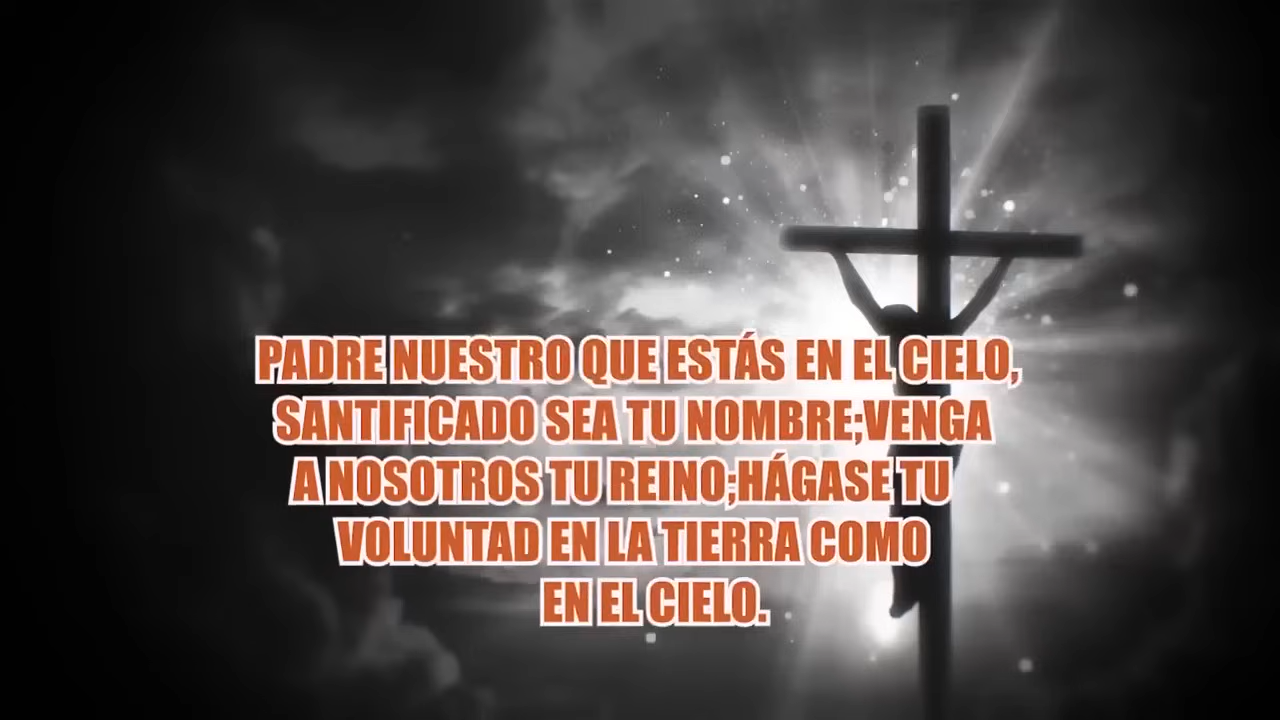 PADRE NUESTRO QUE ESTÁS EN EL CIELO,
SANTIFICADO SEA TU NOMBRE;VENGA
A NOSOTROS TU REINO;HÁGASE TU
VOLUNTAD EN LA TIERRA COMO
EN EL CIELO.